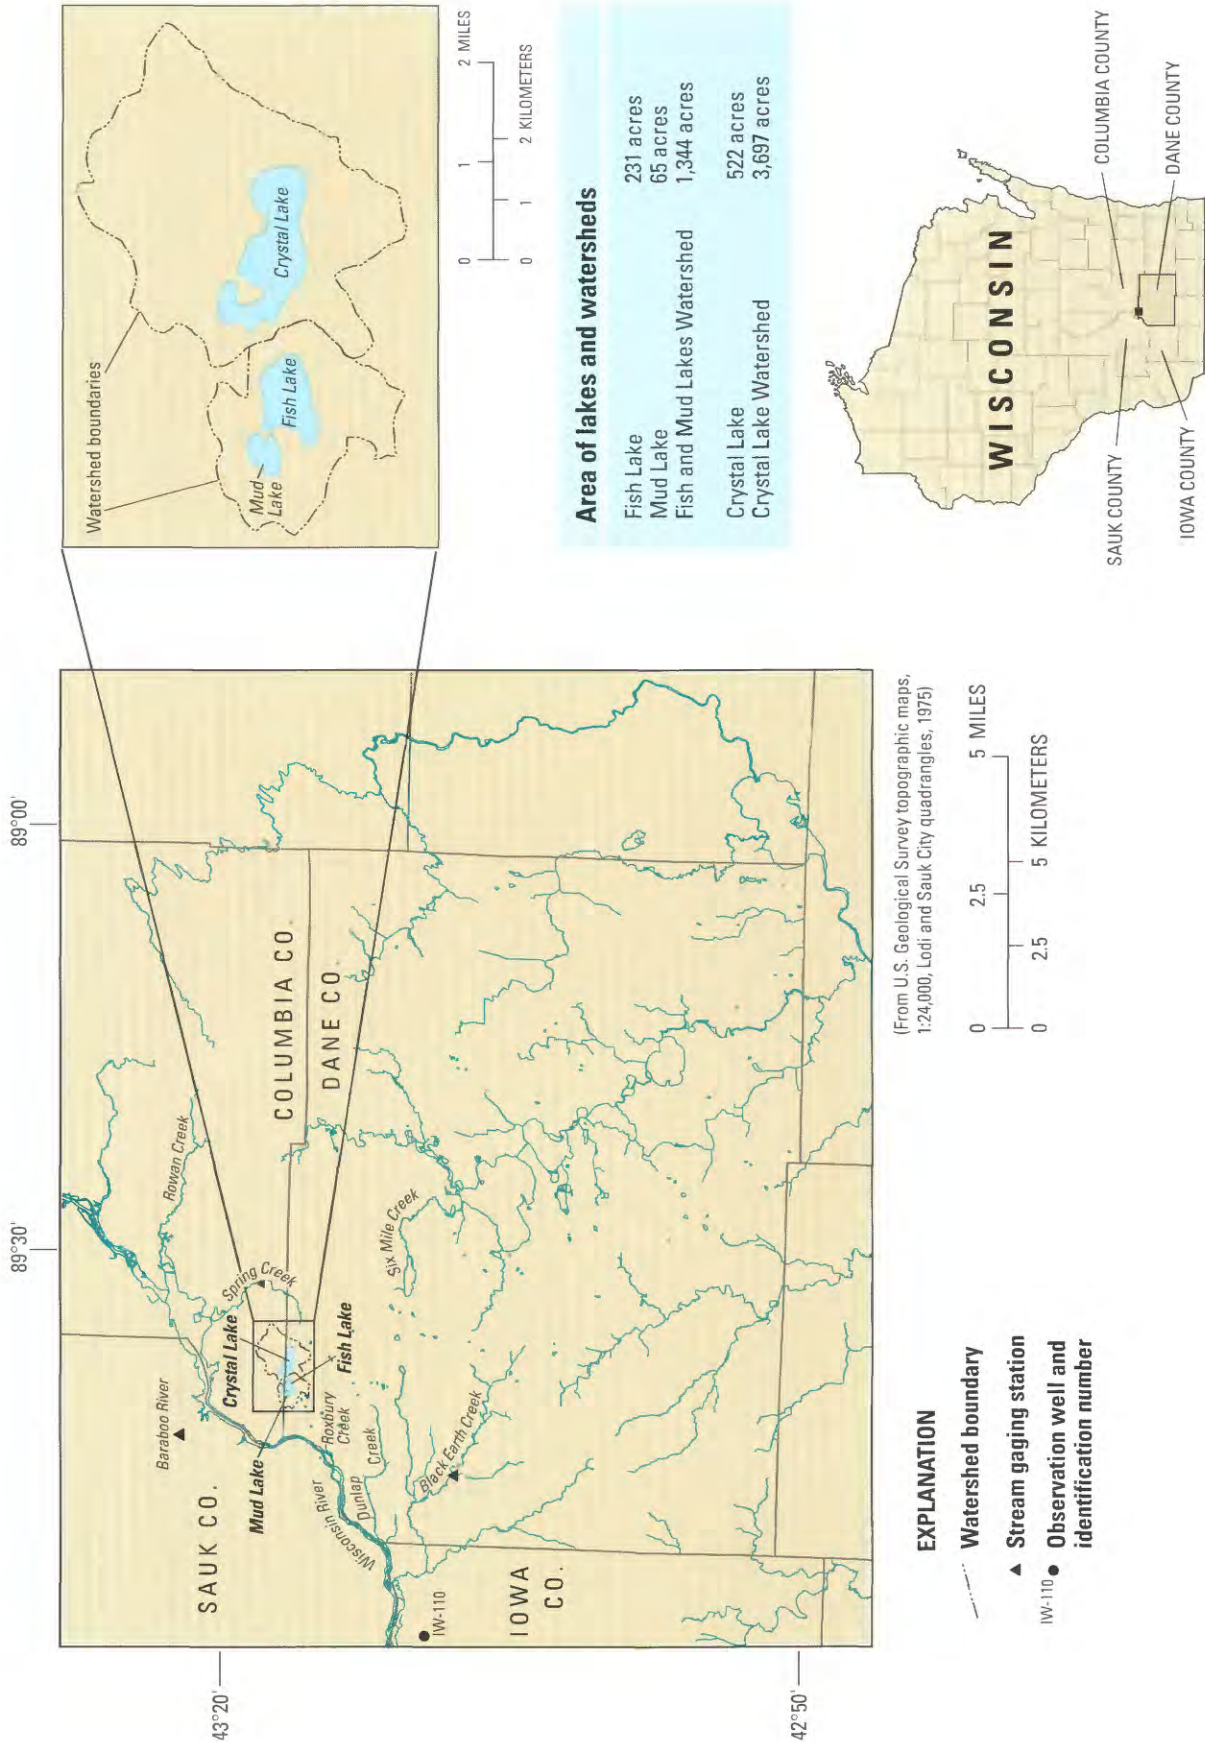 89°30'
89°00'
43°20'
42°50'
SAUK CO.
Baraboo River
Rowan Creek
Spring Creek
Crystal Lake
Mud Lake
Fish Lake
COLUMBIA CO.
DANE CO.
Roxbury
Creek
Wisconsin River
Dunlap
Creek
Six Mile Creek
Black Earth Creek
IW-110
IOWA
CO.
Watershed boundaries
Mud
Lake
Fish Lake
Crystal Lake
0 1 2 MILES
0 1 2 KILOMETERS
Area of lakes and watersheds
Fish Lake 231 acres
Mud Lake 65 acres
Fish and Mud Lakes Watershed 1,344 acres
Crystal Lake 522 acres
Crystal Lake Watershed 3,697 acres
WISCONSIN
SAUK COUNTY
COLUMBIA COUNTY
IOWA COUNTY
DANE COUNTY
(From U.S. Geological Survey topographic maps,
1:24,000, Lodi and Sauk City quadrangles, 1975)
0 2.5 5 MILES
0 2.5 5 KILOMETERS
EXPLANATION
Watershed boundary
Stream gaging station
IW-110 Observation well and
identification number